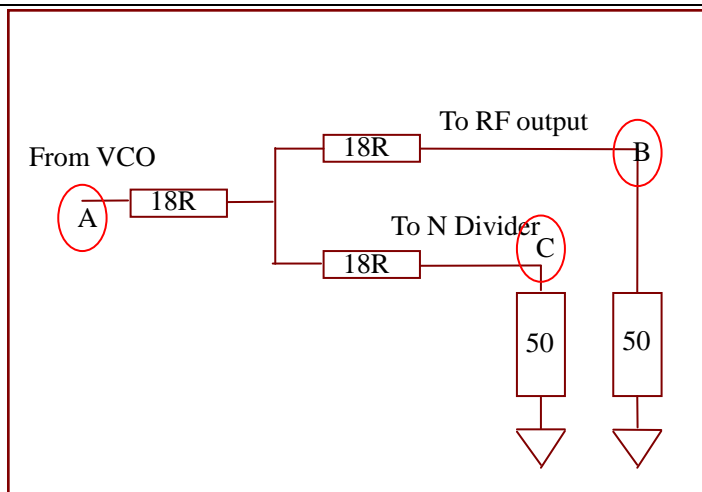 To RF output
B
18R
From VCO
18R
A
To N Divider
C
18R
50
50